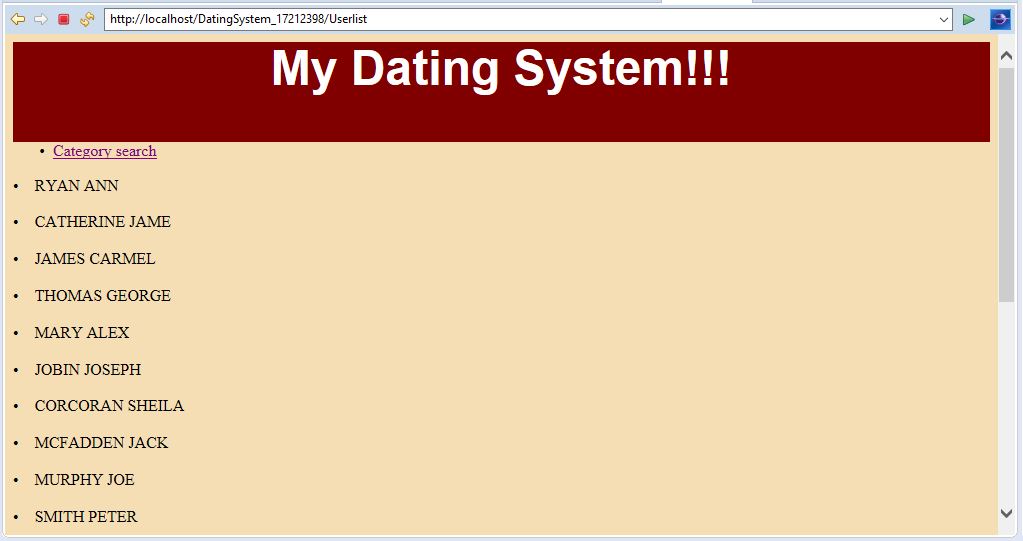 http://localhost/DatingSystem_17212398/Userlist
My Dating System!!!
• Category search
• RYAN ANN
• CATHERINE JAME
• JAMES CARMEL
• THOMAS GEORGE
• MARY ALEX
• JOBIN JOSEPH
• CORCORAN SHEILA
• MCFADDEN JACK
• MURPHY JOE
• SMITH PETER